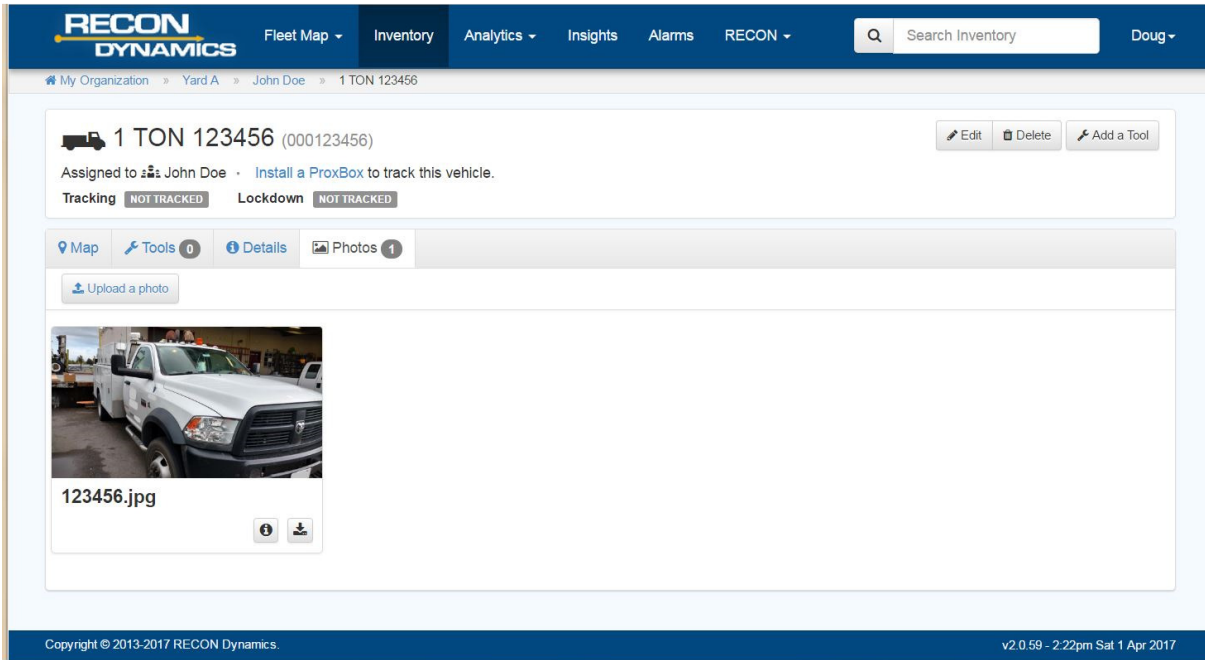 RECON DYNAMICS
Fleet Map Inventory Analytics Insights Alarms RECON Search Inventory Doug
My Organization » Yard A » John Doe » 1 TON 123456
1 TON 123456 (000123456) Edit Delete Add a Tool
Assigned to John Doe · Install a ProxBox to track this vehicle.
Tracking NOT TRACKED Lockdown NOT TRACKED
Map Tools 0 Details Photos 1
Upload a photo
123456.jpg
Copyright © 2013-2017 RECON Dynamics. v2.0.59 - 2:22pm Sat 1 Apr 2017